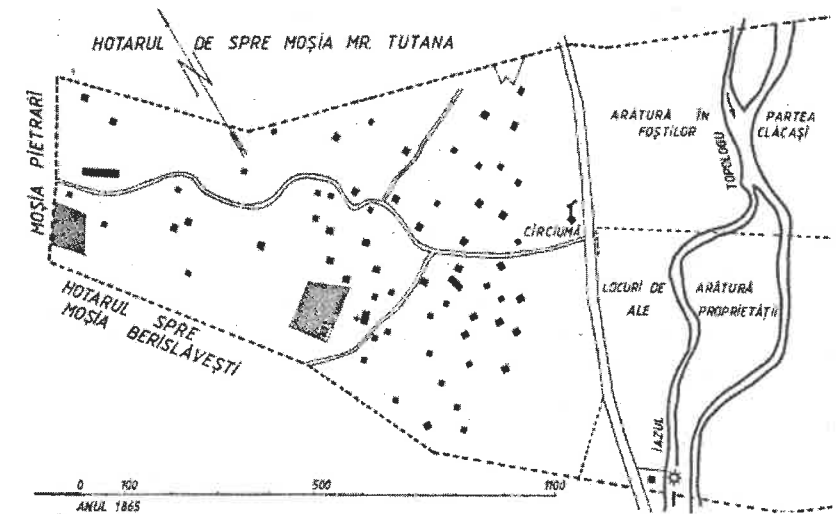 HOTARUL DE SPRE MOȘIA MR. TUTANA
MOȘIA PIETRARI
ARĂTURĂ ÎN PARTEA
FOȘTILOR CLĂCAȘI
TOPOLOGU
CÎRCIUMĂ
LOCURI DE ARĂTURĂ
ALE PROPRIETĂȚII
HOTARUL SPRE
MOȘIA BERISLĂVEȘTI
IAZUL
0 100 500 1100
ANUL 1865